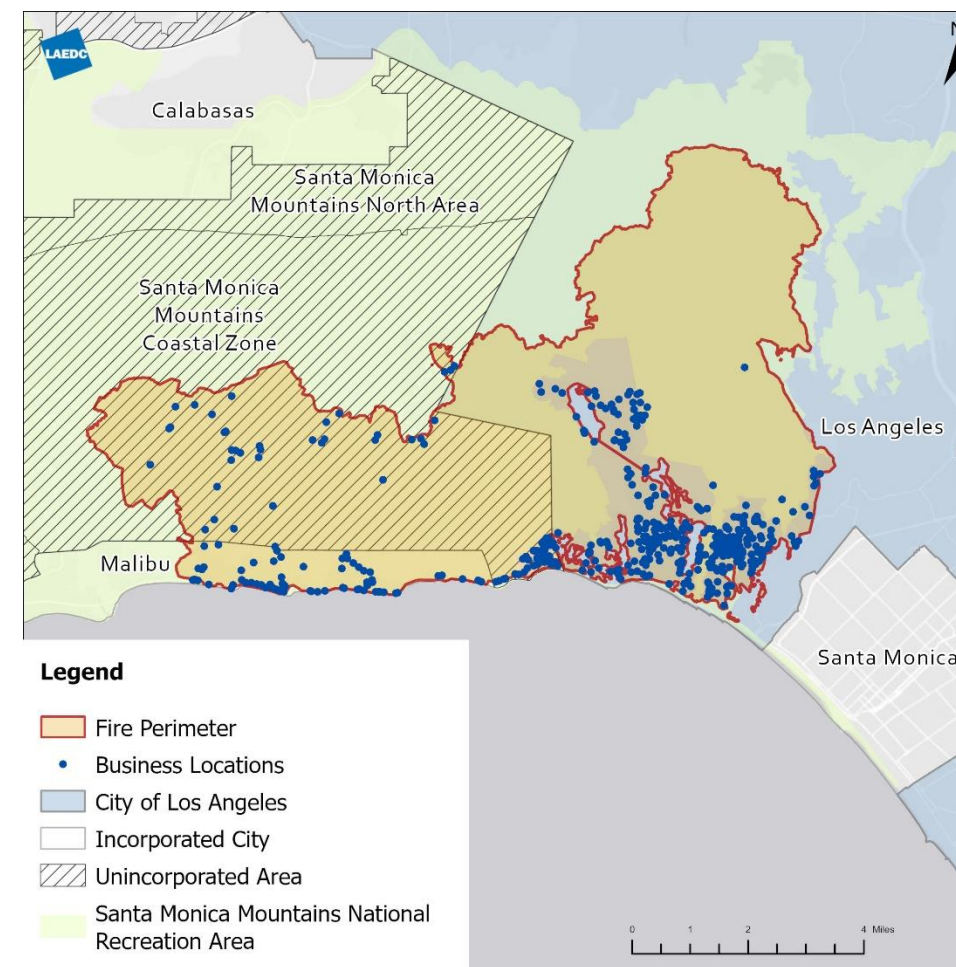 N
LAEDC
Calabasas
Santa Monica
Mountains North Area
Santa Monica
Mountains
Coastal Zone
Los Angeles
Malibu
Santa Monica
Legend
Fire Perimeter
Business Locations
City of Los Angeles
Incorporated City
Unincorporated Area
Santa Monica Mountains National
Recreation Area
0 1 2 4 Miles